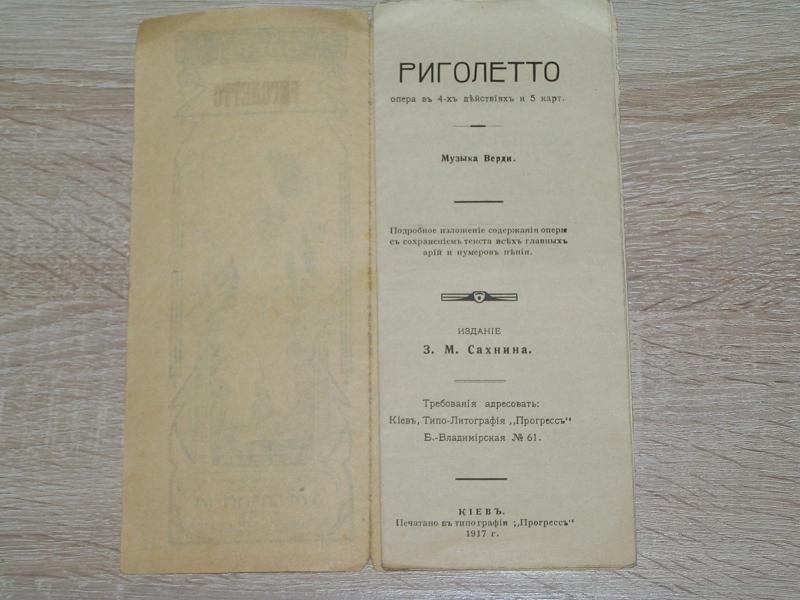 РИГОЛЕТТО
РИГОЛЕТТО
опера въ 4-хъ дѣйствіяхъ и 5 карт.
Музыка Верди.
Подробное изложеніе содержанія оперы
съ сохраненіемъ текста всѣхъ главныхъ
арій и нумеровъ пѣнія.
ИЗДАНІЕ
З. М. Сахнина.
Требованія адресовать:
Кіевъ, Типо-Литографія „Прогрессъ“
Б.-Владимірская № 61.
КІЕВЪ.
Печатано въ типографіи „Прогрессъ“
1917 г.